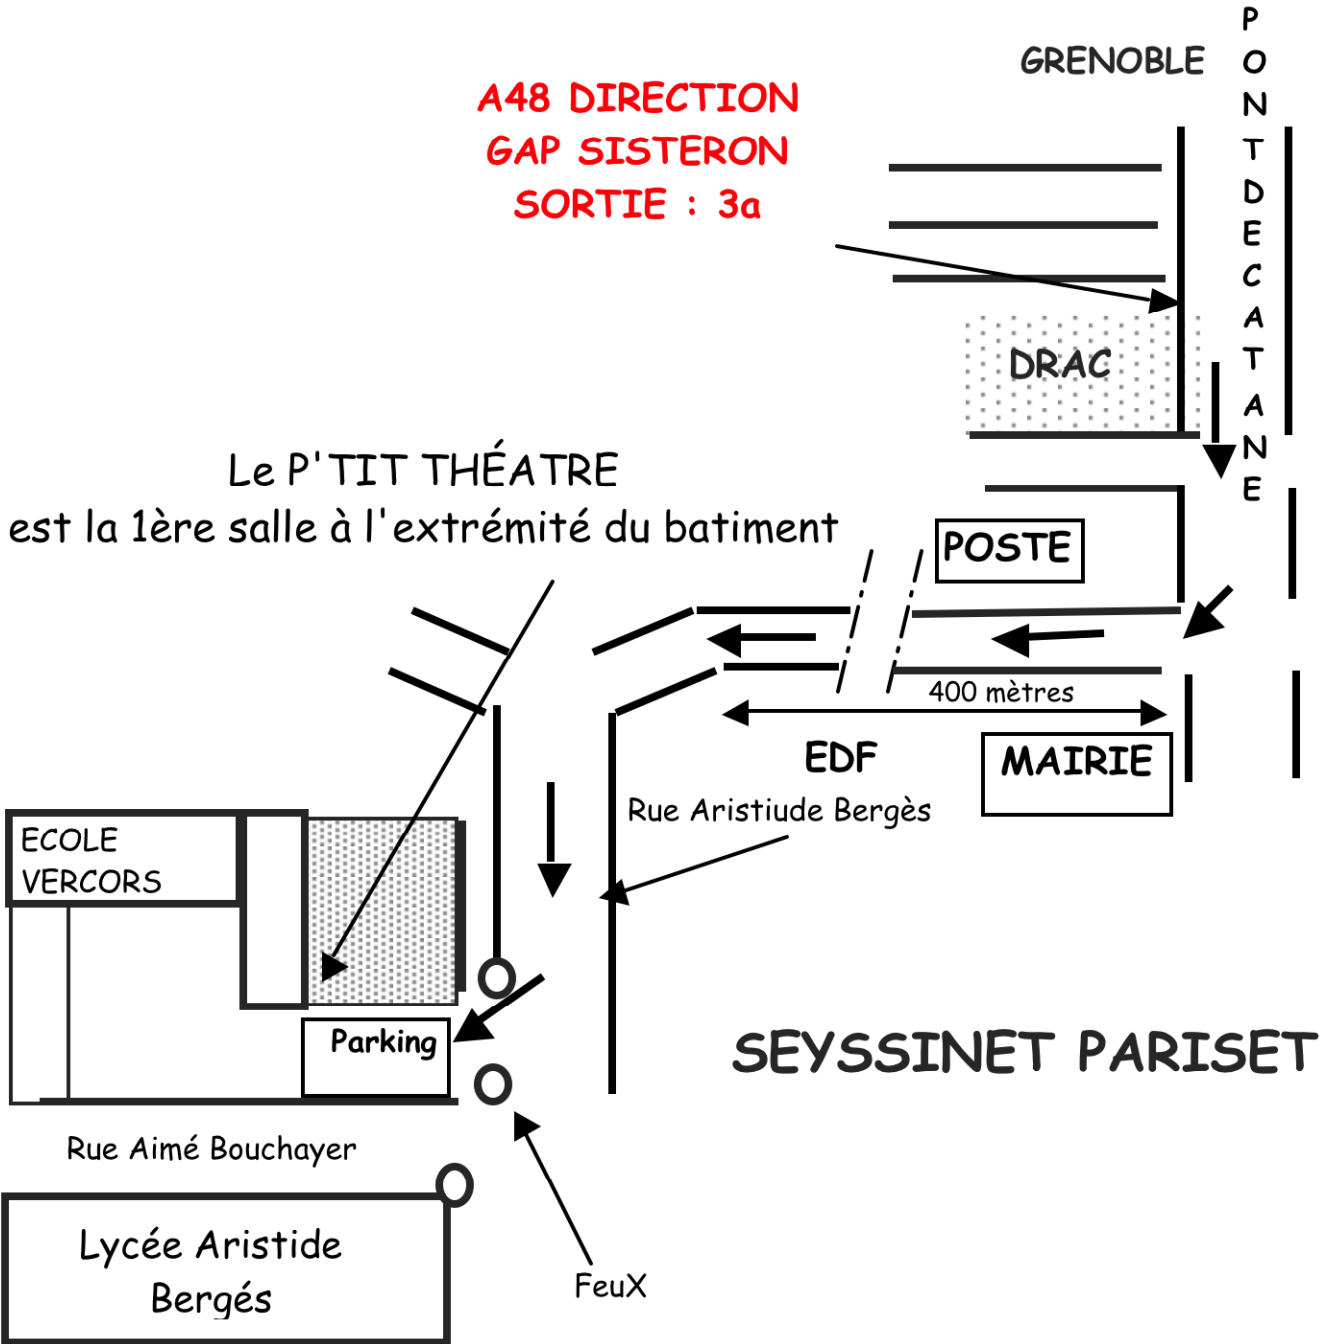 GRENOBLE
PONT DE CATANE
A48 DIRECTION
GAP SISTERON
SORTIE : 3a
DRAC
Le P'TIT THÉATRE
est la 1ère salle à l'extrémité du batiment
POSTE
400 mètres
EDF
MAIRIE
Rue Aristiude Bergès
ECOLE
VERCORS
Parking
SEYSSINET PARISET
Rue Aimé Bouchayer
Lycée Aristide
Bergés
FeuX